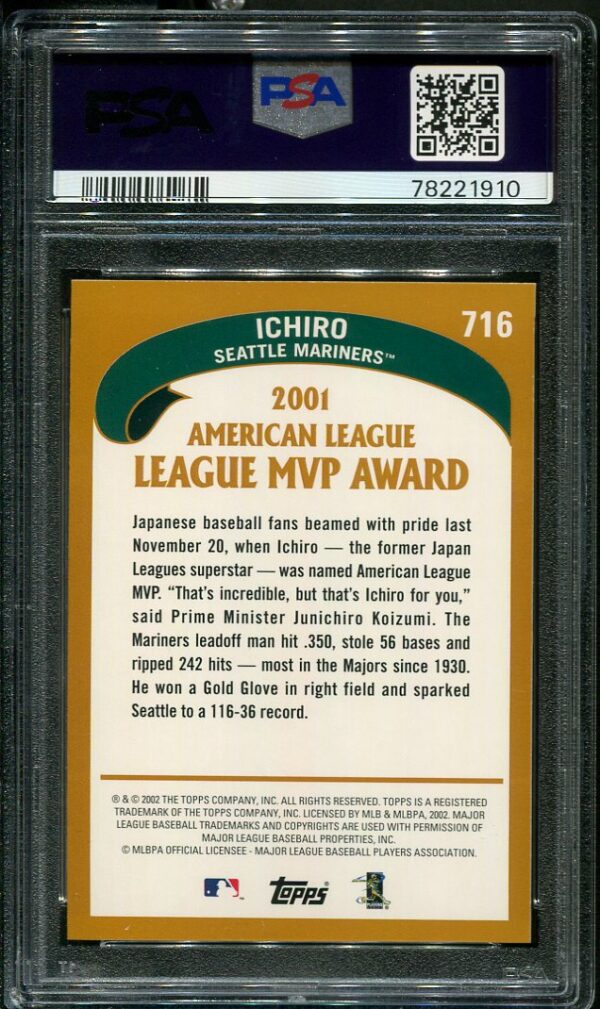 PSA PSA
78221910
ICHIRO 716
SEATTLE MARINERS™
2001
AMERICAN LEAGUE
LEAGUE MVP AWARD
Japanese baseball fans beamed with pride last
November 20, when Ichiro — the former Japan
Leagues superstar — was named American League
MVP. “That's incredible, but that's Ichiro for you,”
said Prime Minister Junichiro Koizumi. The
Mariners leadoff man hit .350, stole 56 bases and
ripped 242 hits — most in the Majors since 1930.
He won a Gold Glove in right field and sparked
Seattle to a 116-36 record.
® & © 2002 THE TOPPS COMPANY, INC. ALL RIGHTS RESERVED. TOPPS IS A REGISTERED
TRADEMARK OF THE TOPPS COMPANY, INC. LICENSED BY MLB & MLBPA, 2002. MAJOR
LEAGUE BASEBALL TRADEMARKS AND COPYRIGHTS ARE USED WITH PERMISSION OF
MAJOR LEAGUE BASEBALL PROPERTIES, INC.
© MLBPA OFFICIAL LICENSEE - MAJOR LEAGUE BASEBALL PLAYERS ASSOCIATION.
topps
PSA